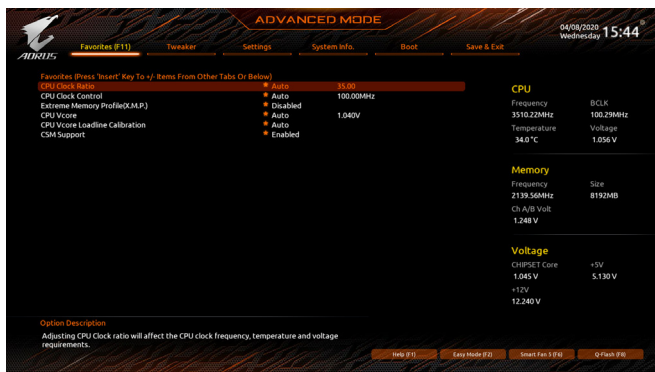 ADVANCED MODE
04/08/2020
Wednesday 15:44
AORUS
Favorites (F11) Tweaker Settings System Info. Boot Save & Exit
Favorites (Press 'Insert' Key To +/- Items From Other Tabs Or Below)
CPU Clock Ratio Auto 35.00
CPU Clock Control Auto 100.00MHz
Extreme Memory Profile(X.M.P.) Disabled
CPU Vcore Auto 1.040V
CPU Vcore Loadline Calibration Auto
CSM Support Enabled
CPU
Frequency BCLK
3510.22MHz 100.29MHz
Temperature Voltage
34.0 °C 1.056 V
Memory
Frequency Size
2139.56MHz 8192MB
Ch A/B Volt
1.248 V
Voltage
CHIPSET Core +5V
1.045 V 5.130 V
+12V
12.240 V
Option Description
Adjusting CPU Clock ratio will affect the CPU clock frequency, temperature and voltage
requirements.
Help (F1) Easy Mode (F2) Smart Fan 5 (F6) Q-Flash (F8)